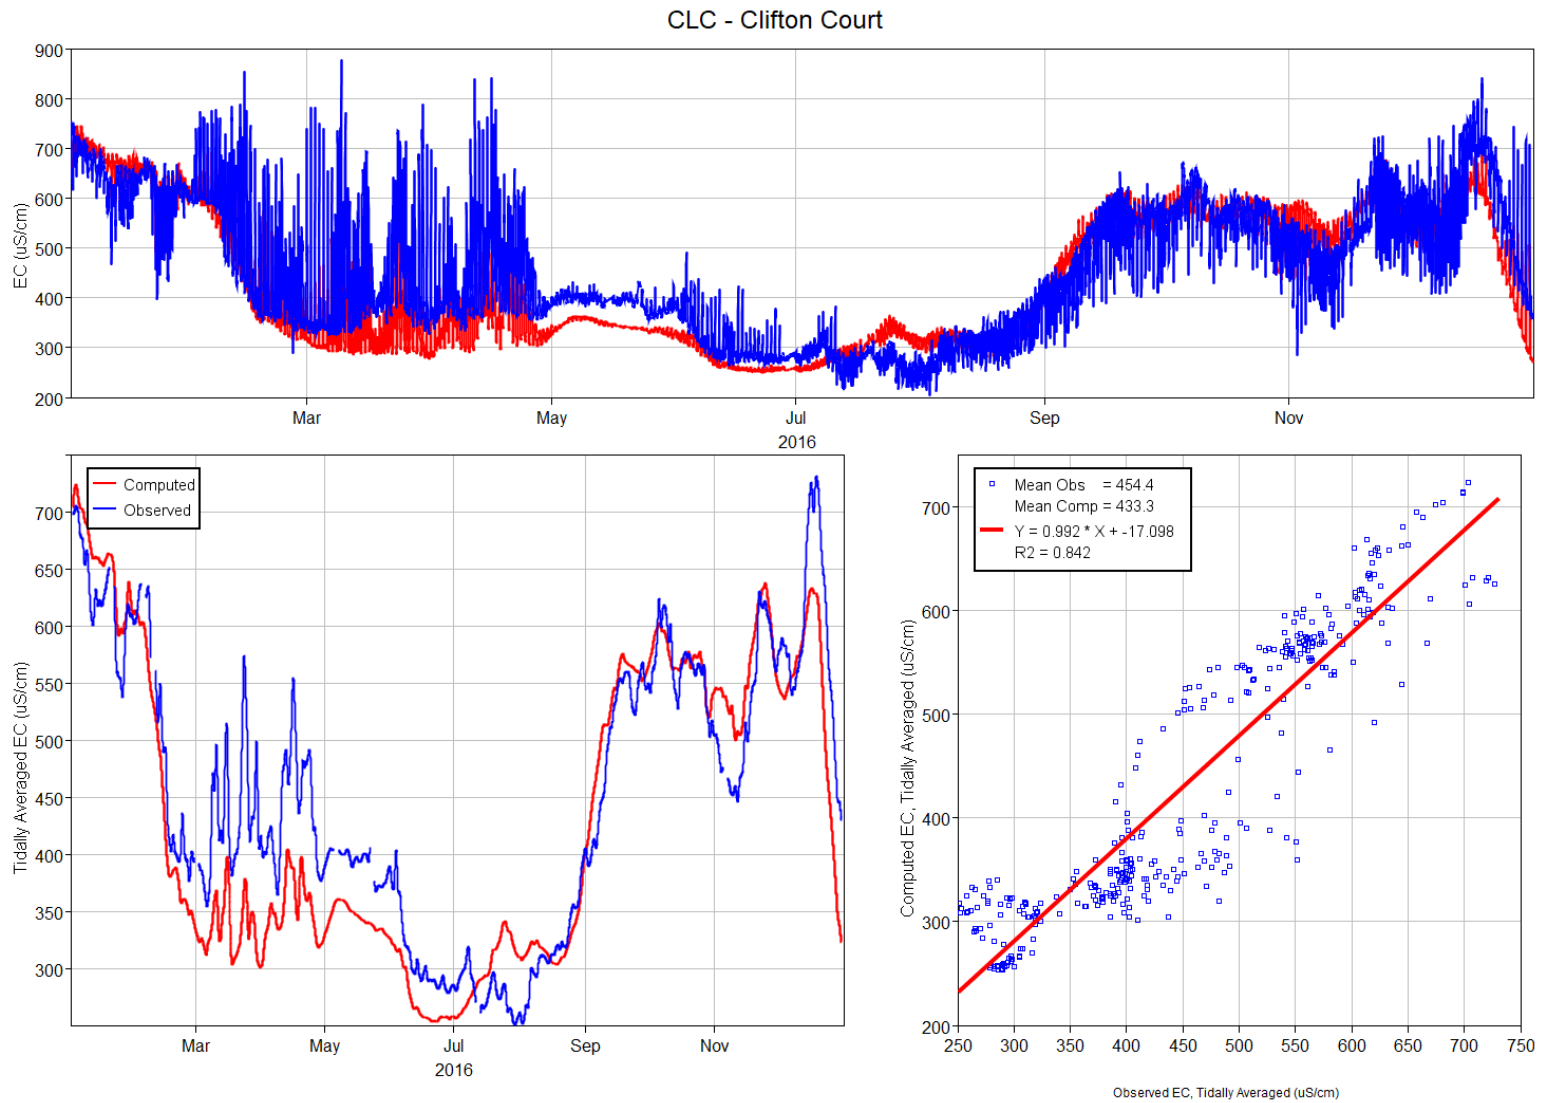 CLC - Clifton Court
900
800
700
600
500
400
300
200
EC (uS/cm)
Mar
May
Jul
Sep
Nov
2016
Computed
Observed
700
650
600
550
500
450
400
350
300
Tidally Averaged EC (uS/cm)
Mar
May
Jul
Sep
Nov
2016
Mean Obs = 454.4
Mean Comp = 433.3
Y = 0.992 * X + -17.098
R2 = 0.842
700
600
500
400
300
200
Computed EC, Tidally Averaged (uS/cm)
250
300
350
400
450
500
550
600
650
700
750
Observed EC, Tidally Averaged (uS/cm)